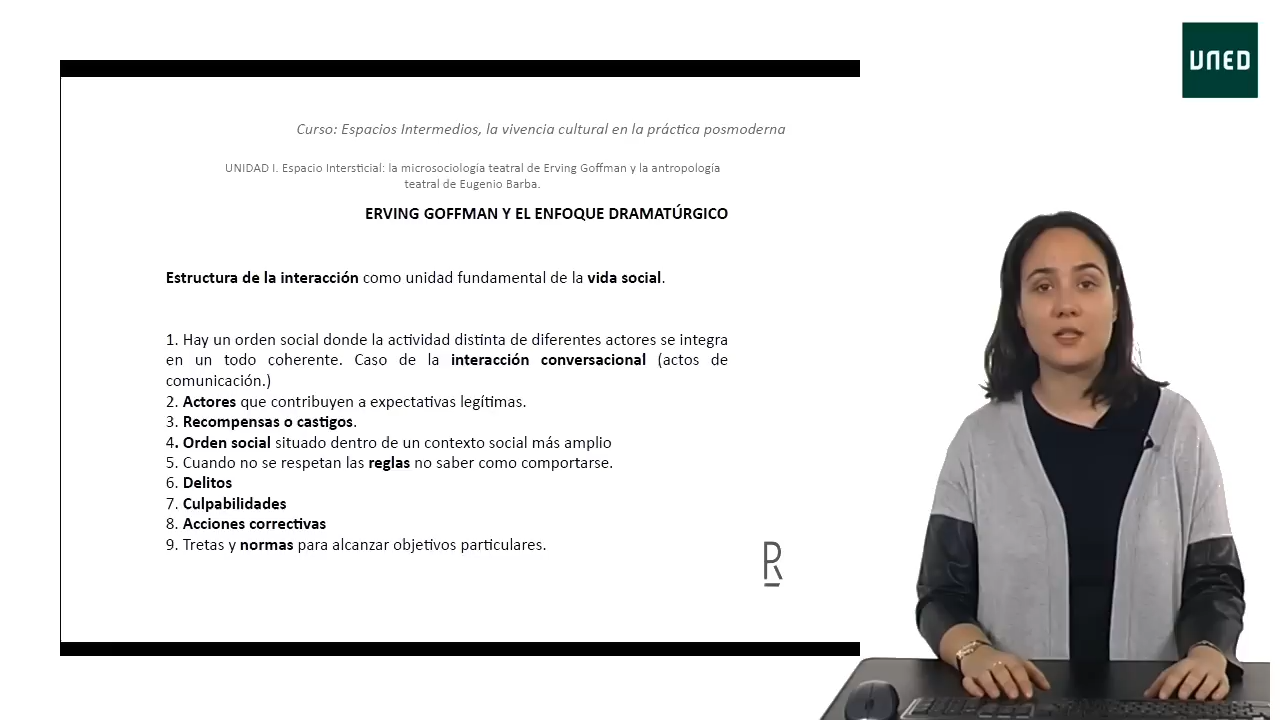 UNED
Curso: Espacios Intermedios, la vivencia cultural en la práctica posmoderna
UNIDAD I. Espacio Intersticial: la microsociología teatral de Erving Goffman y la antropología
teatral de Eugenio Barba.
ERVING GOFFMAN Y EL ENFOQUE DRAMATÚRGICO
Estructura de la interacción como unidad fundamental de la vida social.
1. Hay un orden social donde la actividad distinta de diferentes actores se integra
en un todo coherente. Caso de la interacción conversacional (actos de
comunicación.)
2. Actores que contribuyen a expectativas legítimas.
3. Recompensas o castigos.
4. Orden social situado dentro de un contexto social más amplio
5. Cuando no se respetan las reglas no saber como comportarse.
6. Delitos
7. Culpabilidades
8. Acciones correctivas
9. Tretas y normas para alcanzar objetivos particulares.
R